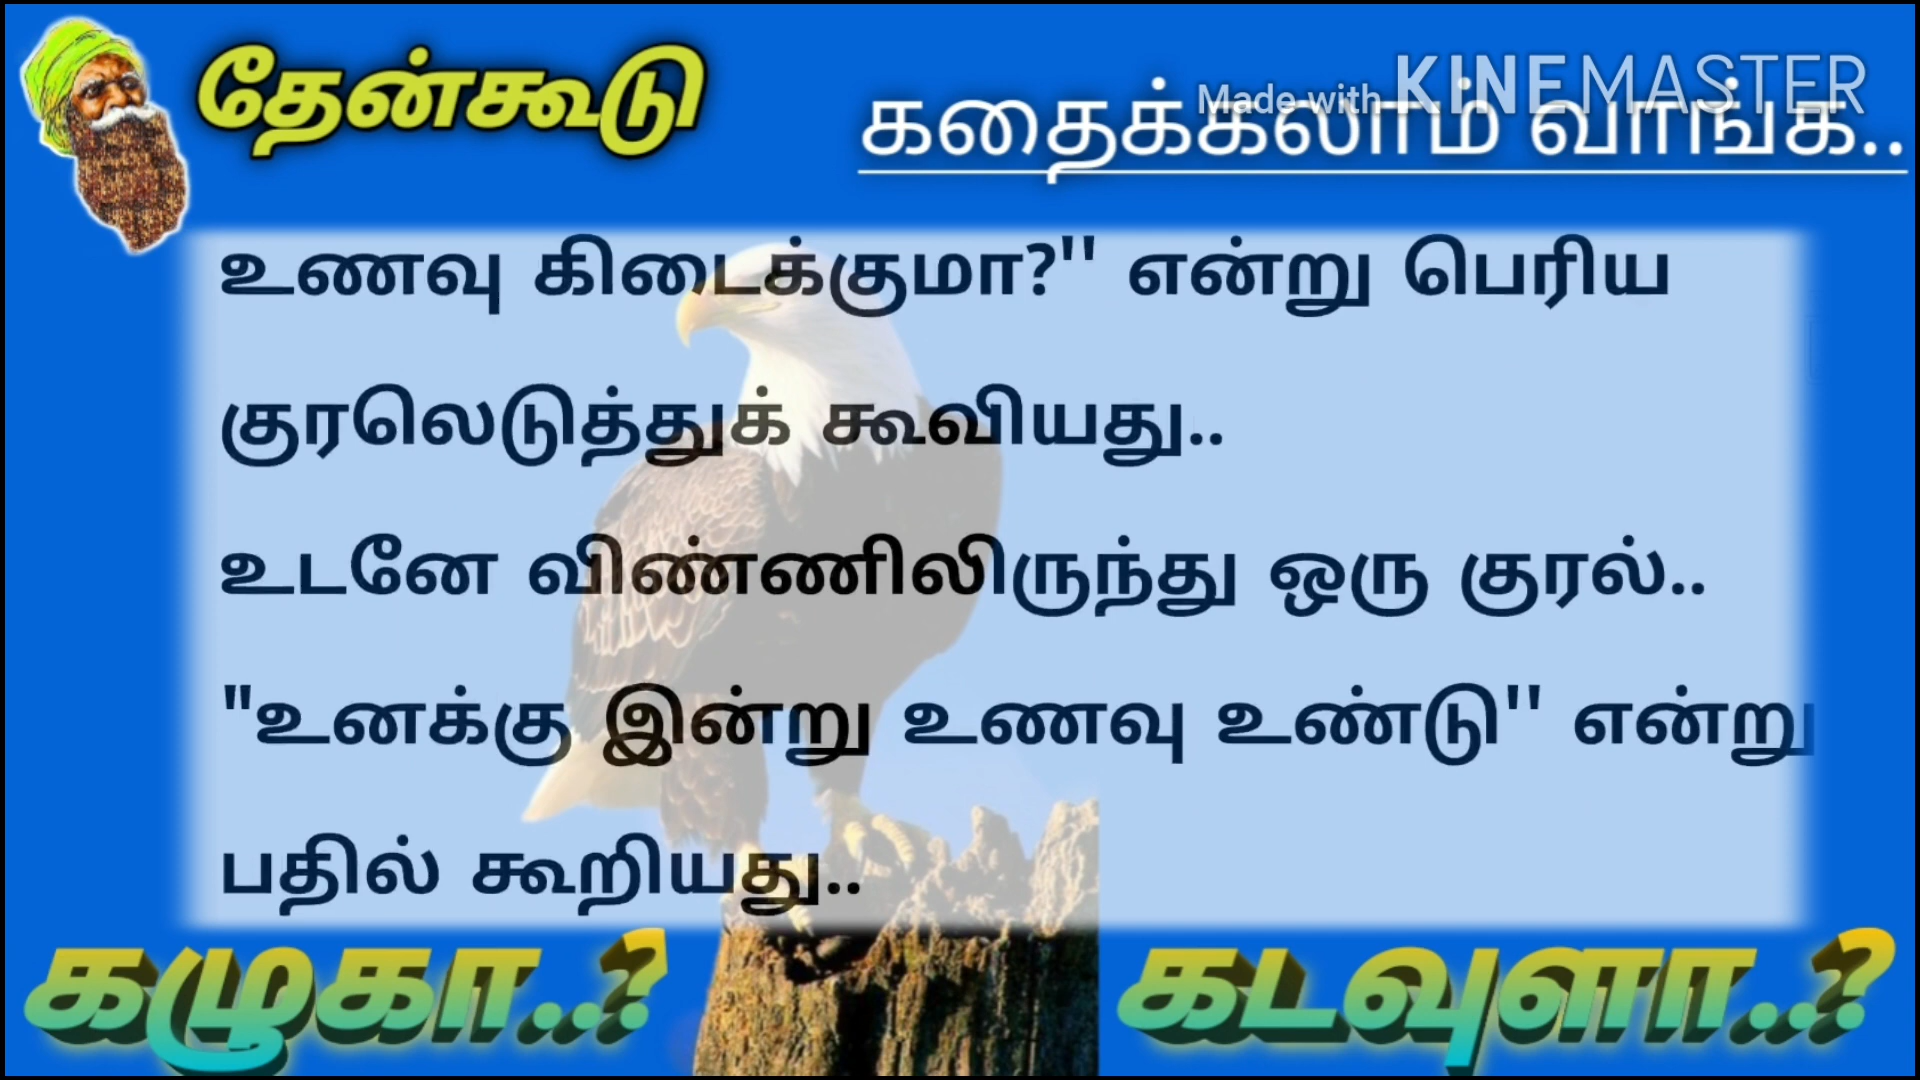 தேன்கூடு
Made with KINEMASTER
கதைக்கலாம் வாங்க..
உணவு கிடைக்குமா?'' என்று பெரிய
குரலெடுத்துக் கூவியது..
உடனே விண்ணிலிருந்து ஒரு குரல்..
"உனக்கு இன்று உணவு உண்டு'' என்று
பதில் கூறியது..
கழுகா..? கடவுளா..?